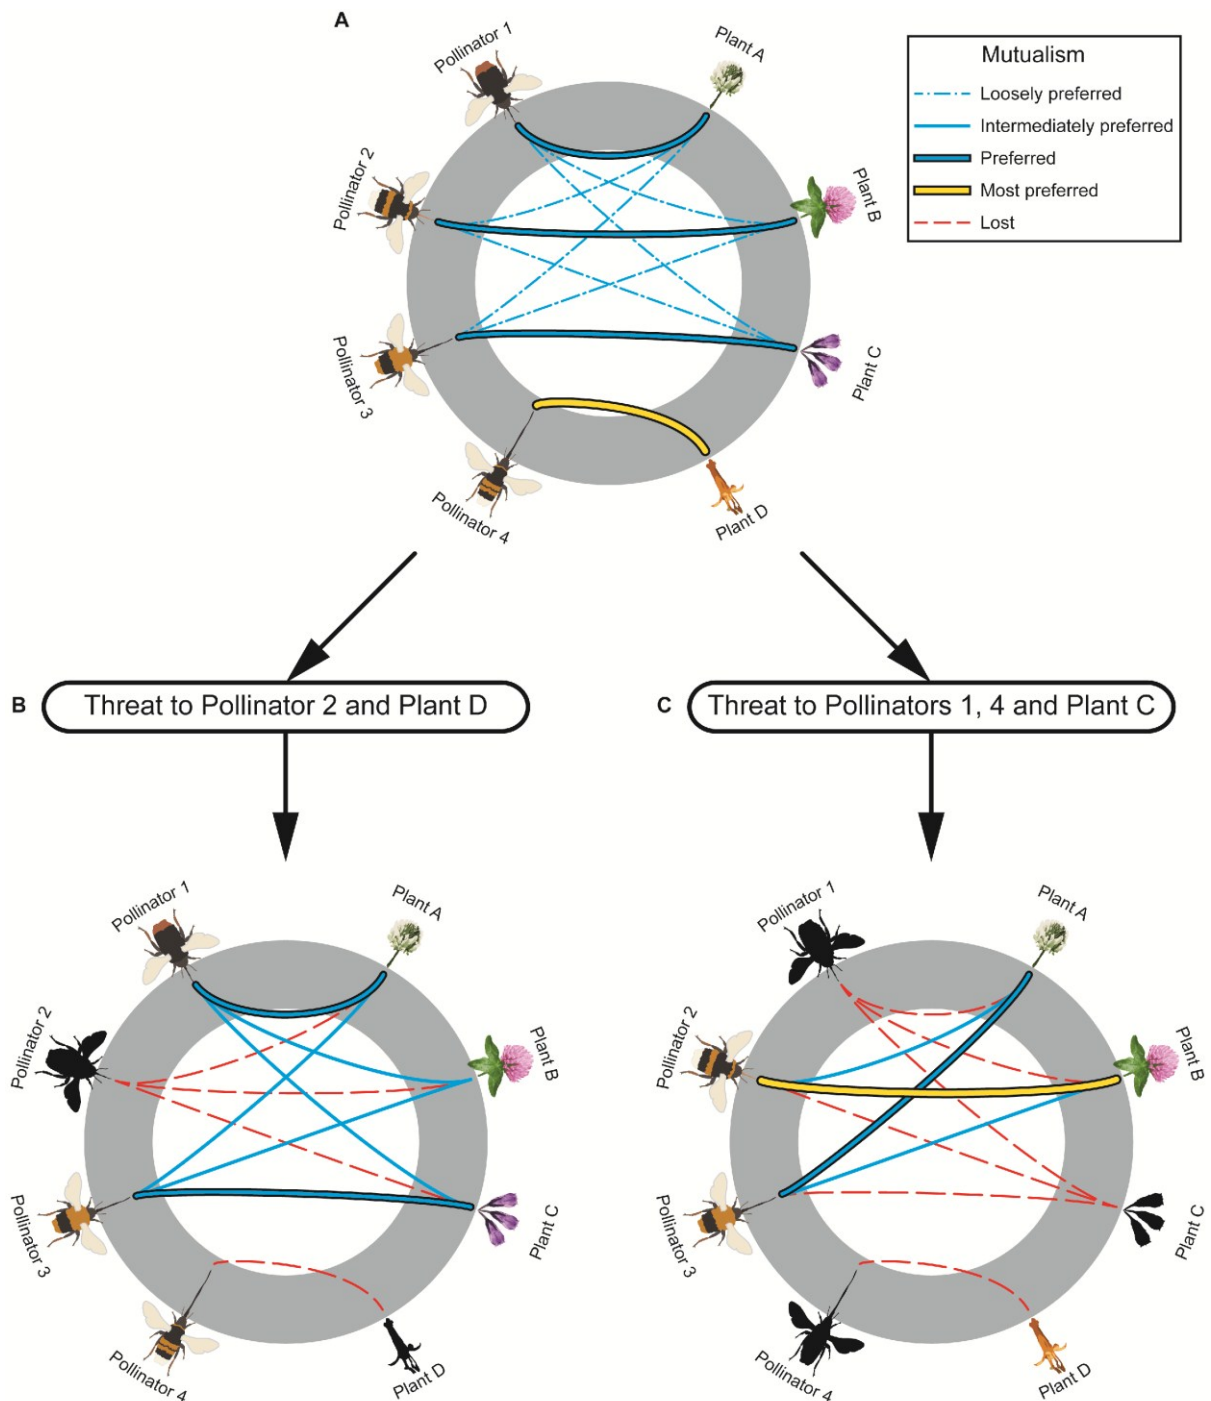 A
Pollinator 1
Plant A
Pollinator 2
Plant B
Pollinator 3
Plant C
Pollinator 4
Plant D
Mutualism
Loosely preferred
Intermediately preferred
Preferred
Most preferred
Lost
B
Threat to Pollinator 2 and Plant D
C
Threat to Pollinators 1, 4 and Plant C
Pollinator 1
Plant A
Pollinator 2
Plant B
Pollinator 3
Plant C
Pollinator 4
Plant D
Pollinator 1
Plant A
Pollinator 2
Plant B
Pollinator 3
Plant C
Pollinator 4
Plant D